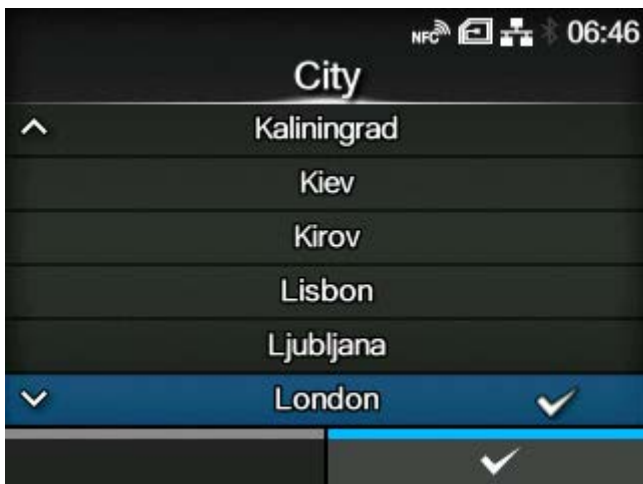 NFC 06:46
City
Kaliningrad
Kiev
Kirov
Lisbon
Ljubljana
London